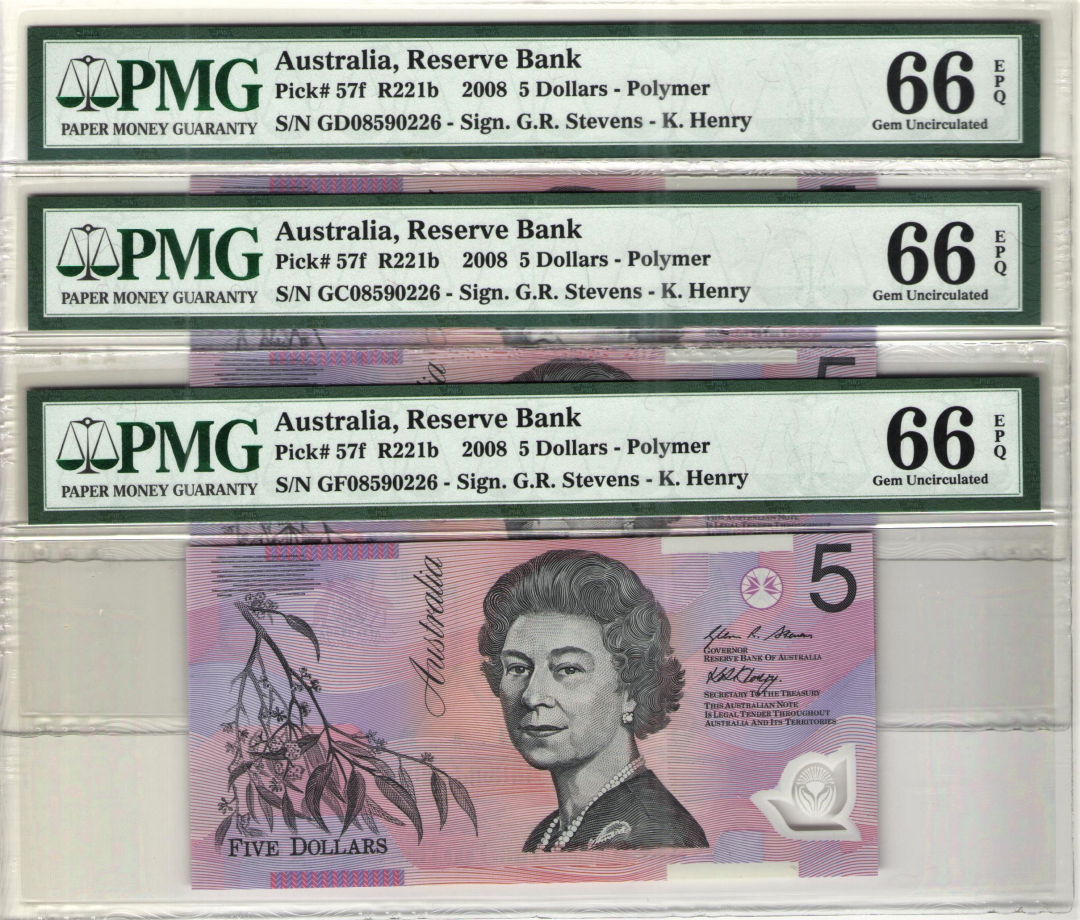 PMG
PAPER MONEY GUARANTY
Australia, Reserve Bank
Pick# 57f R221b 2008 5 Dollars - Polymer
S/N GD08590226 - Sign. G.R. Stevens - K. Henry
66
EPQ
Gem Uncirculated
PMG
PAPER MONEY GUARANTY
Australia, Reserve Bank
Pick# 57f R221b 2008 5 Dollars - Polymer
S/N GC08590226 - Sign. G.R. Stevens - K. Henry
66
EPQ
Gem Uncirculated
5
PMG
PAPER MONEY GUARANTY
Australia, Reserve Bank
Pick# 57f R221b 2008 5 Dollars - Polymer
S/N GF08590226 - Sign. G.R. Stevens - K. Henry
66
EPQ
Gem Uncirculated
Australia
5
GOVERNOR
RESERVE BANK OF AUSTRALIA
SECRETARY TO THE TREASURY
THIS AUSTRALIAN NOTE
IS LEGAL TENDER THROUGHOUT
AUSTRALIA AND ITS TERRITORIES
FIVE DOLLARS